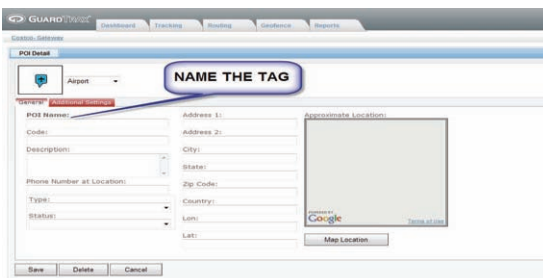 GUARDTRAX
Dashboard Tracking Routing Geofence Reports
POI Detail
Airport
NAME THE TAG
General Additional Settings
POI Name:
Code:
Description:
Phone Number at Location:
Type:
Status:
Address 1:
Address 2:
City:
State:
Zip Code:
Country:
Lon:
Lat:
Approximate Location:
POWERED BY
Google
Terms of Use
Map Location
Save Delete Cancel